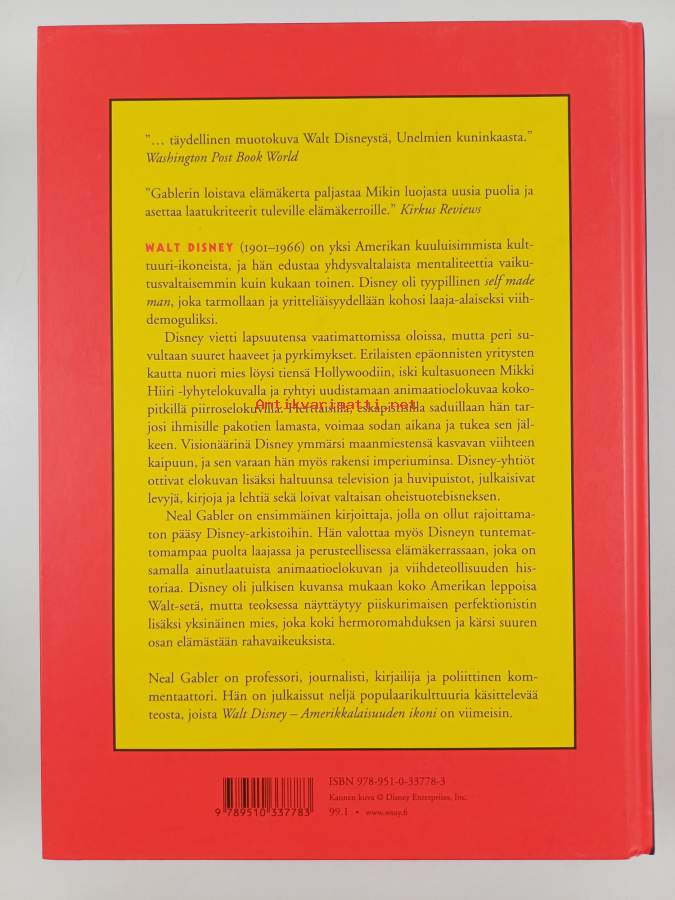 "… täydellinen muotokuva Walt Disneystä, Unelmien kuninkaasta."
Washington Post Book World
"Gablerin loistava elämäkerta paljastaa Mikin luojasta uusia puolia ja
asettaa laatukriteerit tuleville elämäkerroille." Kirkus Reviews
WALT DISNEY (1901–1966) on yksi Amerikan kuuluisimmista kult-
tuuri-ikoneista, ja hän edustaa yhdysvaltalaista mentaliteettia vaiku-
tusvaltaisemmin kuin kukaan toinen. Disney oli tyypillinen self made
man, joka tarmollaan ja yritteliäisyydellään kohosi laaja-alaiseksi viih-
demoguliksi.
Disney vietti lapsuutensa vaatimattomissa oloissa, mutta peri su-
vultaan suuret haaveet ja pyrkimykset. Erilaisten epäonnisten yritysten
kautta nuori mies löysi tiensä Hollywoodiin, iski kultasuoneen Mikki
Hiiri -lyhytelokuvalla ja ryhtyi uudistamaan animaatioelokuvaa koko-
pitkillä piirroselokuvilla. eskapistisilla saduillaan hän tar-
Antikvariaatti.net
josi ihmisille pakotien lamasta, voimaa sodan aikana ja tukea sen jäl-
keen. Visionäärinä Disney ymmärsi maanmiestensä kasvavan viihteen
kaipuun, ja sen varaan hän myös rakensi imperiuminsa. Disney-yhtiöt
ottivat elokuvan lisäksi haltuunsa television ja huvipuistot, julkaisivat
levyjä, kirjoja ja lehtiä sekä loivat valtaisan oheistuotebisneksen.
Neal Gabler on ensimmäinen kirjoittaja, jolla on ollut rajoittama-
ton pääsy Disney-arkistoihin. Hän valottaa myös Disneyn tuntemat-
tomampaa puolta laajassa ja perusteellisessa elämäkerrassaan, joka on
samalla ainutlaatuista animaatioelokuvan ja viihdeteollisuuden his-
toriaa. Disney oli julkisen kuvansa mukaan koko Amerikan leppoisa
Walt-setä, mutta teoksessa näyttäytyy piiskurimaisen perfektionistin
lisäksi yksinäinen mies, joka koki hermoromahduksen ja kärsi suuren
osan elämästään rahavaikeuksista.
Neal Gabler on professori, journalisti, kirjailija ja poliittinen kom-
mentaattori. Hän on julkaissut neljä populaarikulttuuria käsittelevää
teosta, joista Walt Disney – Amerikkalaisuuden ikoni on viimeisin.
ISBN 978-951-0-33778-3
Kannen kuva © Disney Enterprises, Inc.
99.1 • www.wsoy.fi
9 789510 337783